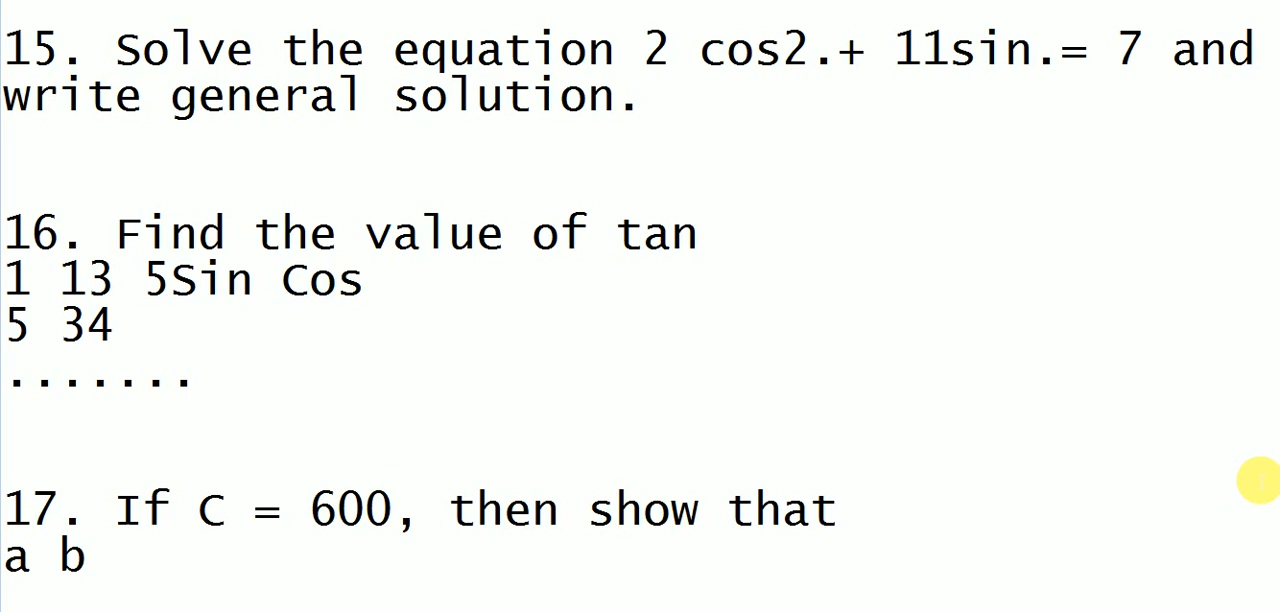 15. Solve the equation 2 cos2.+ 11sin.= 7 and
write general solution.
16. Find the value of tan
1 13 5Sin Cos
5 34
.......
17. If C = 600, then show that
a b